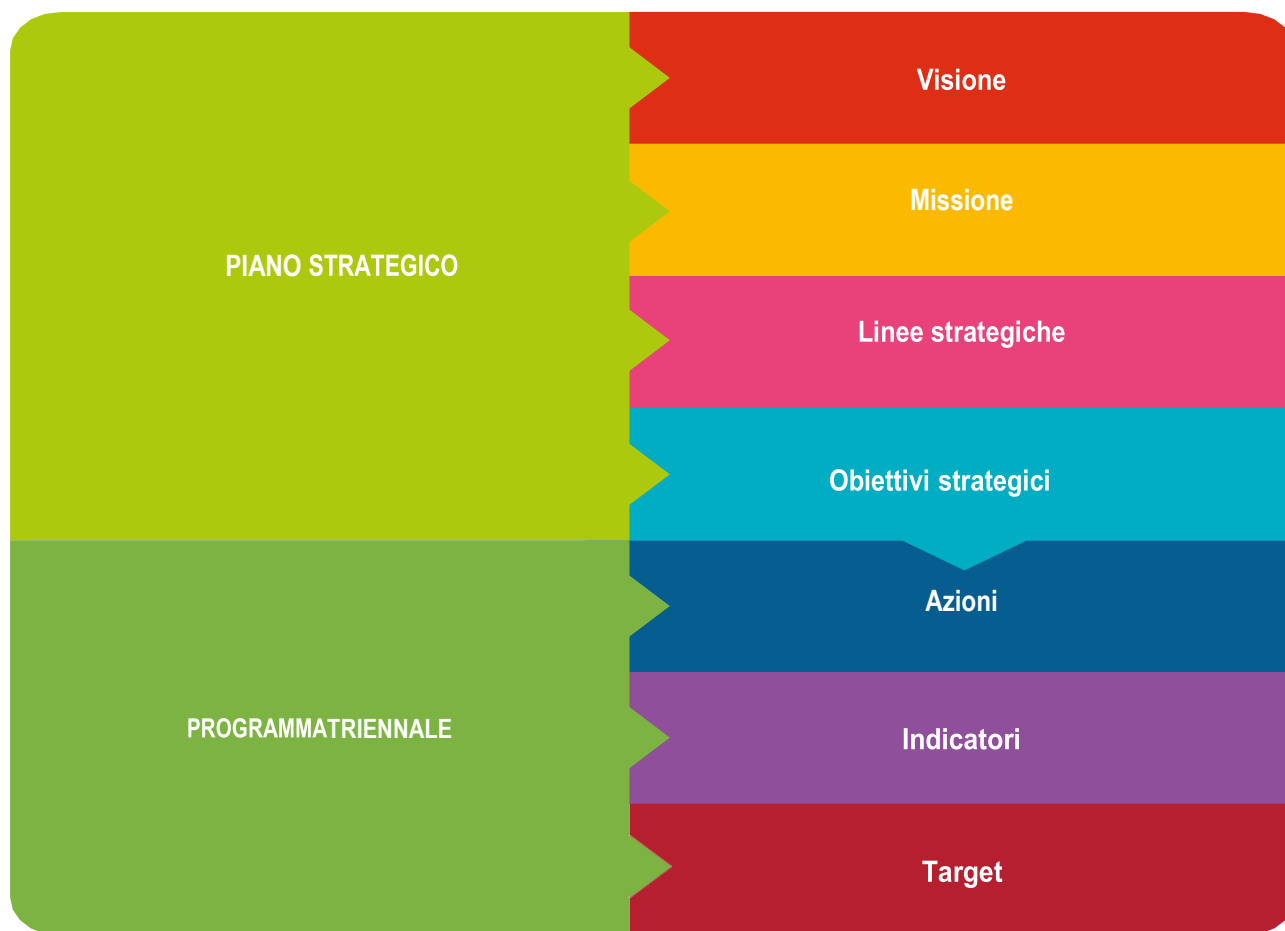 Visione
Missione
PIANO STRATEGICO
Linee strategiche
Obiettivi strategici
Azioni
PROGRAMMATRIENNALE
Indicatori
Target